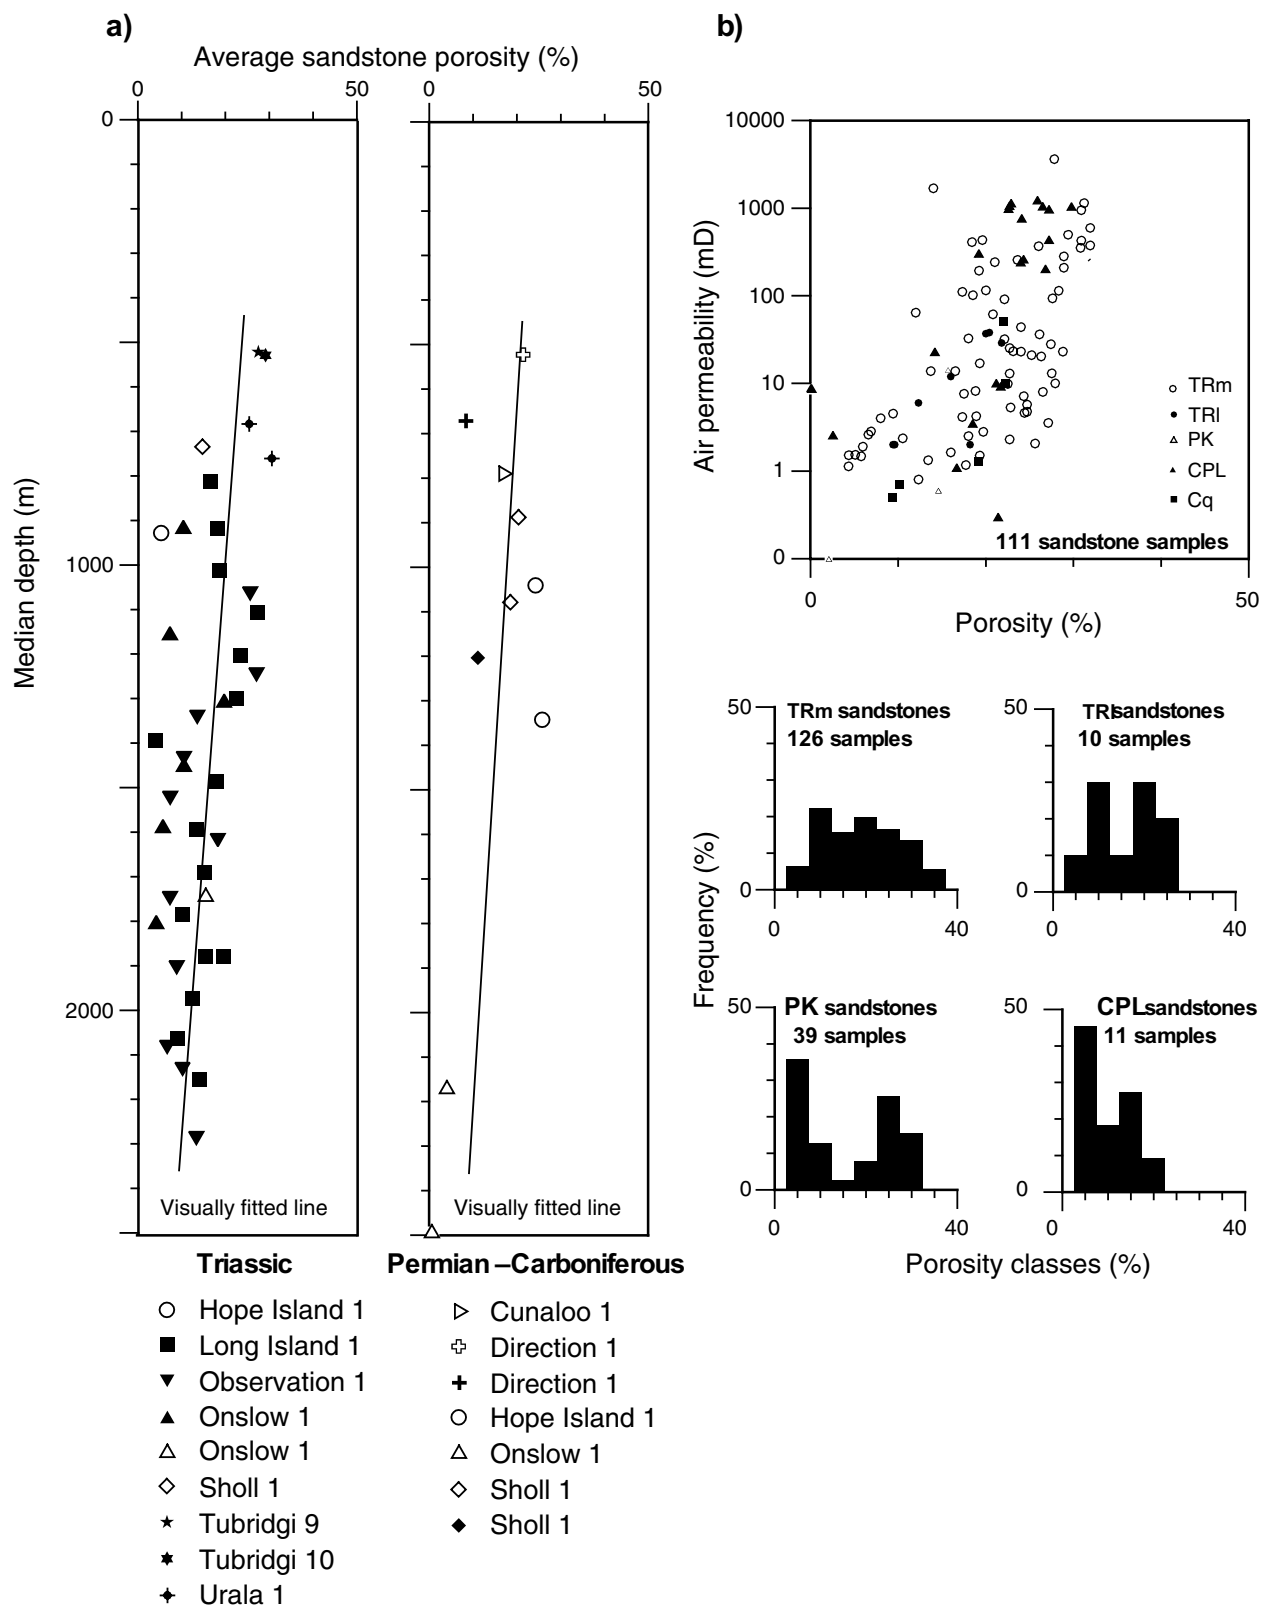 a)
Average sandstone porosity (%)
0 50 0 50
0
1000
2000
Median depth (m)
Visually fitted line
Visually fitted line
Triassic
Hope Island 1
Long Island 1
Observation 1
Onslow 1
Onslow 1
Sholl 1
Tubridgi 9
Tubridgi 10
Urala 1
Permian –Carboniferous
Cunaloo 1
Direction 1
Direction 1
Hope Island 1
Onslow 1
Sholl 1
Sholl 1
b)
10000
1000
100
10
1
0
Air permeability (mD)
TRm
TRl
PK
CPL
Cq
111 sandstone samples
0 50
Porosity (%)
Frequency (%)
50
TRm sandstones
126 samples
0
0 40
50
TRl sandstones
10 samples
0
0 40
50
PK sandstones
39 samples
0
0 40
50
CPL sandstones
11 samples
0
0 40
Porosity classes (%)